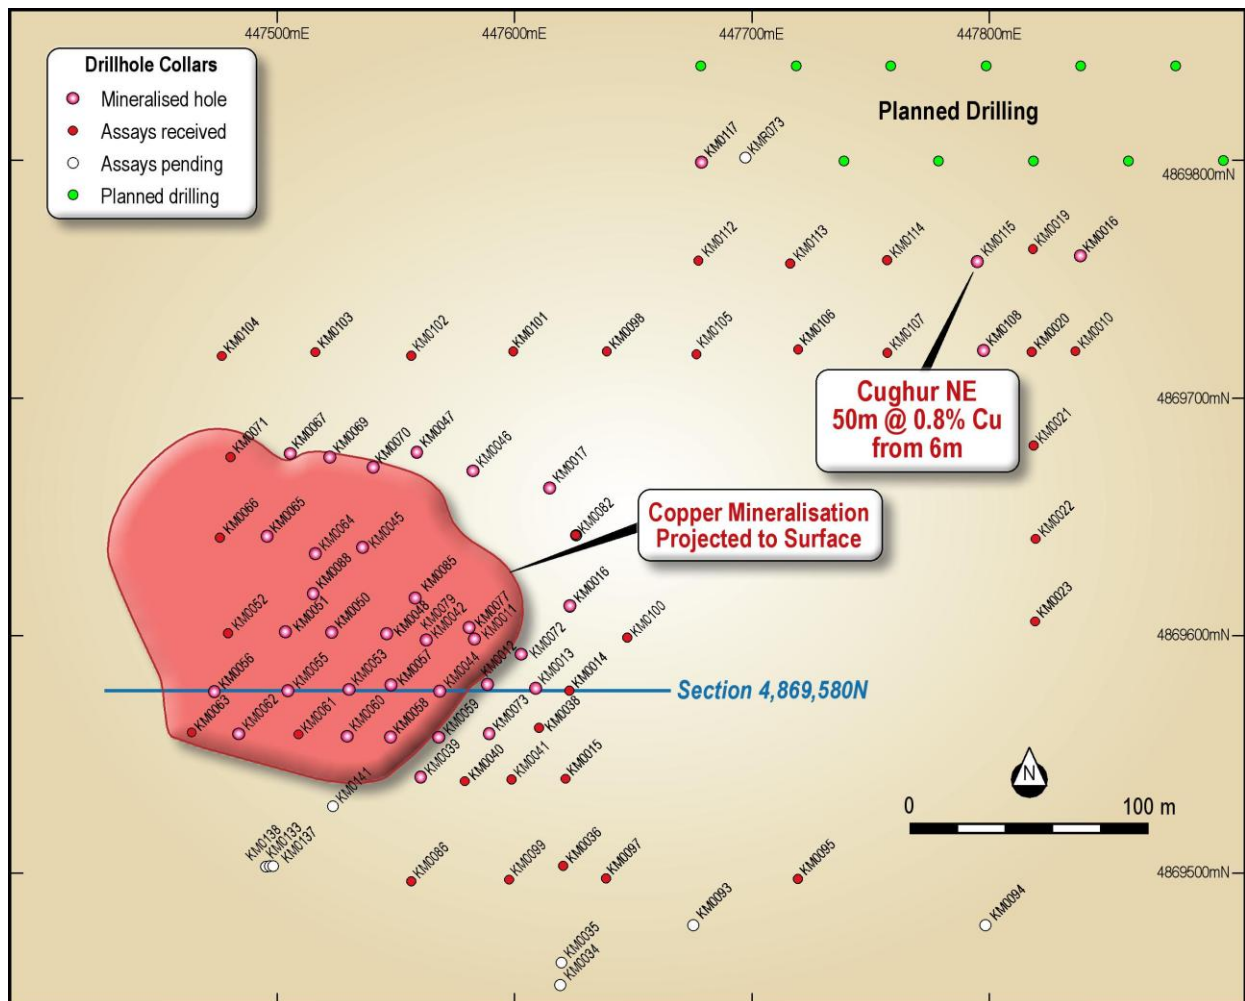 447500mE
447600mE
447700mE
447800mE
Drillhole Collars
Mineralised hole
Assays received
Assays pending
Planned drilling
Planned Drilling
KM0117
KMR073
4869800mN
KM0112
KM0113
KM0114
KM0115
KM0019
KM0016
KM0104
KM0103
KM0102
KM0101
KM0098
KM0105
KM0106
KM0107
KM0108
KM0020
KM0010
Cughur NE
50m @ 0.8% Cu
from 6m
4869700mN
KM0071
KM0067
KM0069
KM0070
KM0047
KM0046
KM0017
KM0021
KM0066
KM0065
KM0064
KM0045
KM0082
Copper Mineralisation
Projected to Surface
KM0022
KM0088
KM0085
KM0016
KM0052
KM0051
KM0050
KM0048
KM0079
KM0042
KM0077
KM0011
KM0072
KM0100
KM0023
4869600mN
KM0056
KM0055
KM0053
KM0057
KM0044
KM0012
KM0013
KM0014
Section 4,869,580N
KM0063
KM0062
KM0061
KM0060
KM0058
KM0059
KM0073
KM0038
KM0141
KM0039
KM0040
KM0041
KM0015
N
0
100 m
KM0138
KM0133
KM0137
KM0086
KM0099
KM0036
KM0097
KM0095
4869500mN
KM0093
KM0094
KM0035
KM0034